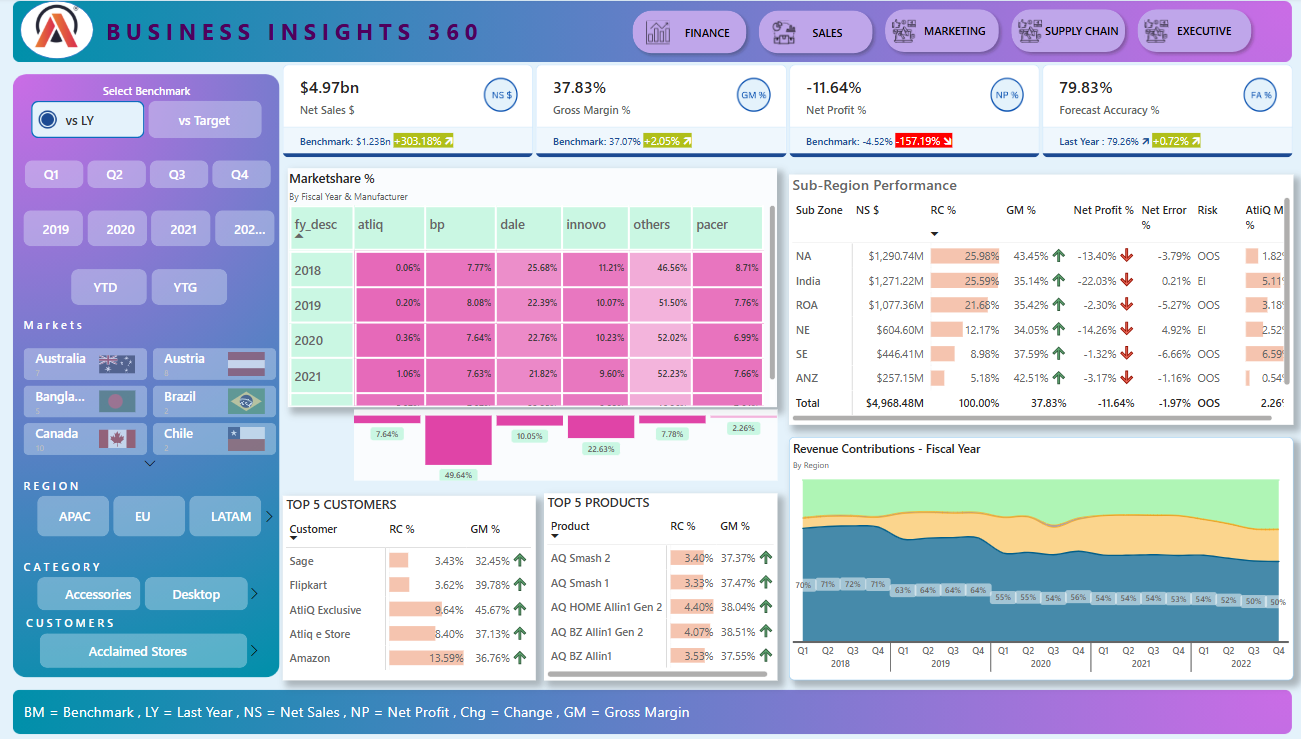 BUSINESS INSIGHTS 360
FINANCE
SALES
MARKETING
SUPPLY CHAIN
EXECUTIVE
Select Benchmark
vs LY
vs Target
Q1 Q2 Q3 Q4
2019 2020 2021 202...
YTD YTG
Markets
Australia
7
Austria
3
Bangla...
5
Brazil
2
Canada
10
Chile
2
REGION
APAC EU LATAM
CATEGORY
Accessories Desktop
CUSTOMERS
Acclaimed Stores
$4.97bn
Net Sales $
NS $
Benchmark: $1.23Bn +303.18%
37.83%
Gross Margin %
GM %
Benchmark: 37.07% +2.05%
-11.64%
Net Profit %
NP %
Benchmark: -4.52% -157.19%
79.83%
Forecast Accuracy %
FA %
Last Year : 79.26% +0.72%
Marketshare %
By Fiscal Year & Manufacturer
fy_desc atliq bp dale innovo others pacer
2018 0.06% 7.77% 25.68% 11.21% 46.56% 8.71%
2019 0.20% 8.08% 22.39% 10.07% 51.50% 7.76%
2020 0.36% 7.64% 22.76% 10.23% 52.02% 6.99%
2021 1.06% 7.63% 21.82% 9.60% 52.23% 7.66%
7.64% 49.64% 10.05% 22.63% 7.78% 2.26%
Sub-Region Performance
Sub Zone NS $ RC % GM % Net Profit % Net Error % Risk AtliQ M %
NA $1,290.74M 25.98% 43.45% -13.40% -3.79% OOS 1.82%
India $1,271.22M 25.59% 35.14% -22.03% 0.21% EI 5.11%
ROA $1,077.36M 21.68% 35.42% -2.30% -5.27% OOS 3.18%
NE $604.60M 12.17% 34.05% -14.26% 4.92% EI 2.52%
SE $446.41M 8.98% 37.59% -1.32% -6.66% OOS 6.59%
ANZ $257.15M 5.18% 42.51% -3.17% -1.16% OOS 0.54%
Total $4,968.48M 100.00% 37.83% -11.64% -1.97% OOS 2.26%
TOP 5 CUSTOMERS
Customer RC % GM %
Sage 3.43% 32.45%
Flipkart 3.62% 39.78%
AtliQ Exclusive 9.64% 45.67%
Atliq e Store 8.40% 37.13%
Amazon 13.59% 36.76%
TOP 5 PRODUCTS
Product RC % GM %
AQ Smash 2 3.40% 37.37%
AQ Smash 1 3.33% 37.47%
AQ HOME Allin1 Gen 2 4.40% 38.04%
AQ BZ Allin1 Gen 2 4.07% 38.51%
AQ BZ Allin1 3.53% 37.55%
Revenue Contributions - Fiscal Year
By Region
70% 71% 72% 71% 63% 64% 64% 64% 55% 55% 54% 56% 54% 54% 54% 53% 54% 52% 50% 50%
Q1 Q2 Q3 Q4 Q1 Q2 Q3 Q4 Q1 Q2 Q3 Q4 Q1 Q2 Q3 Q4 Q1 Q2 Q3 Q4
2018 2019 2020 2021 2022
BM = Benchmark , LY = Last Year , NS = Net Sales , NP = Net Profit , Chg = Change , GM = Gross Margin